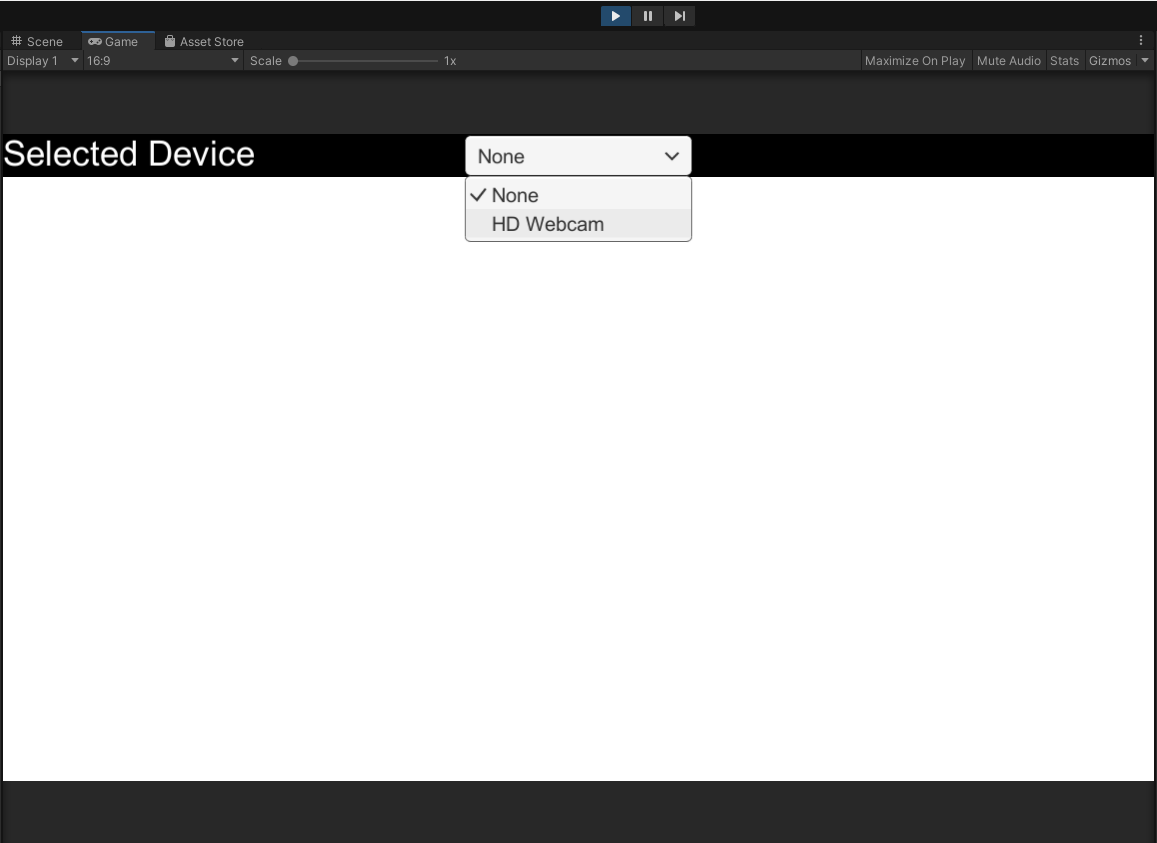 Scene Game Asset Store
Display 1 16:9 Scale 1x Maximize On Play Mute Audio Stats Gizmos
Selected Device None
None
HD Webcam